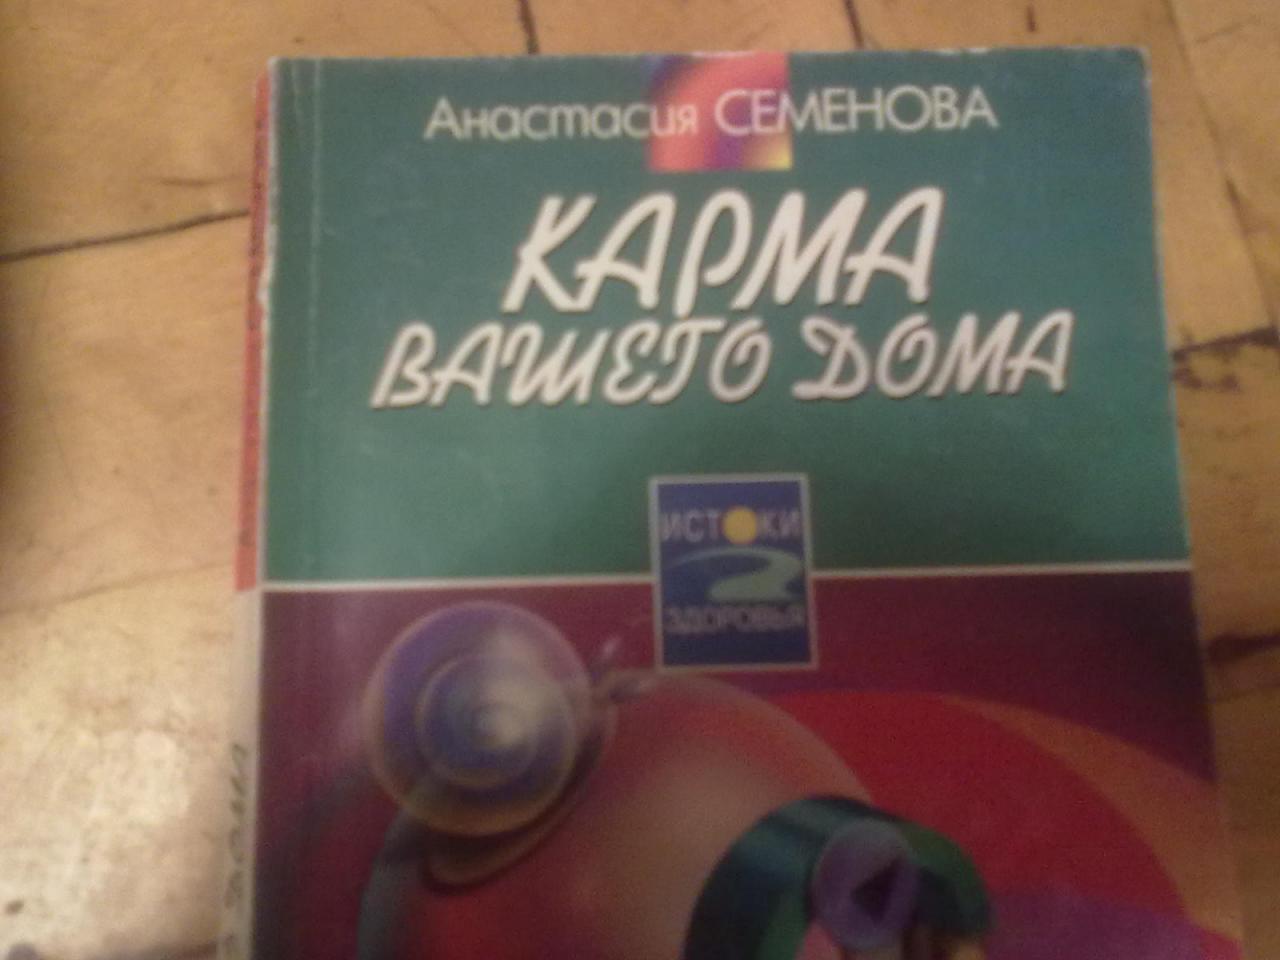 Анастасия СЕМЕНОВА
КАРМА
ВАШЕГО ДОМА
ИСТОКИ
ЗДОРОВЬЯ